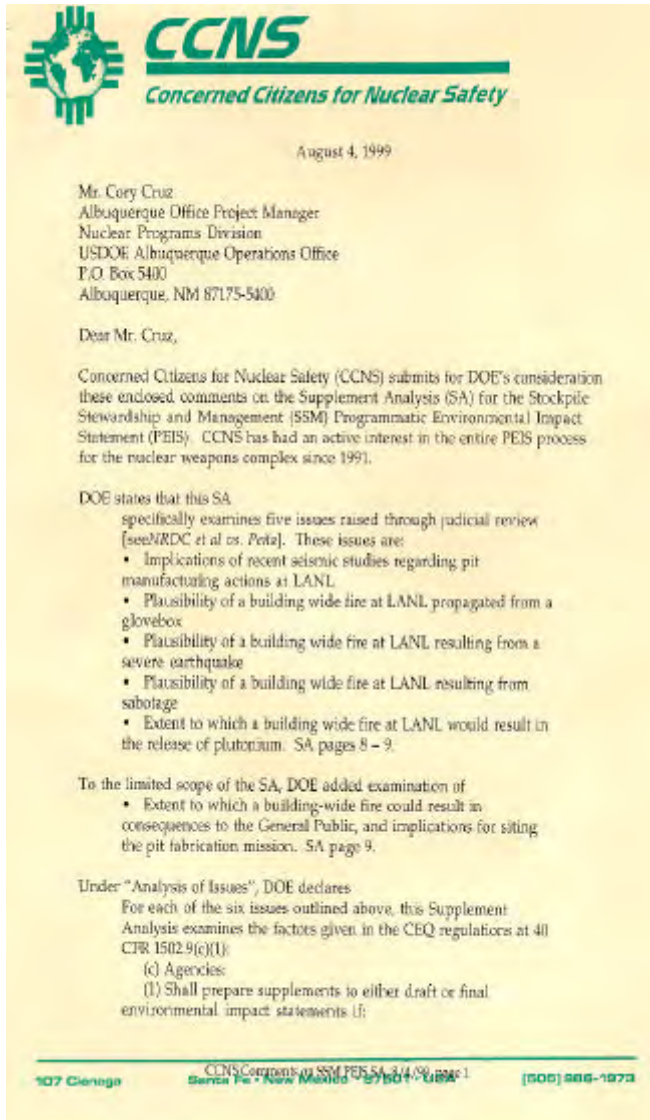 CCNS
Concerned Citizens for Nuclear Safety
August 4, 1999
Mr. Cory Cruz
Albuquerque Office Project Manager
Nuclear Programs Division
USDOE Albuquerque Operations Office
P.O. Box 5400
Albuquerque, NM 87175-5400
Dear Mr. Cruz,
Concerned Citizens for Nuclear Safety (CCNS) submits for DOE's consideration
these enclosed comments on the Supplement Analysis (SA) for the Stockpile
Stewardship and Management (SSM) Programmatic Environmental Impact
Statement (PEIS). CCNS has had an active interest in the entire PEIS process
for the nuclear weapons complex since 1991.
DOE states that this SA
specifically examines five issues raised through judicial review
[seeNRDC et al vs. Peña]. These issues are:
• Implications of recent seismic studies regarding pit
manufacturing actions at LANL
• Plausibility of a building wide fire at LANL propagated from a
glovebox
• Plausibility of a building wide fire at LANL resulting from a
severe earthquake
• Plausibility of a building wide fire at LANL resulting from
sabotage
• Extent to which a building wide fire at LANL would result in
the release of plutonium. SA pages 8 – 9.
To the limited scope of the SA, DOE added examination of
• Extent to which a building-wide fire could result in
consequences to the General Public, and implications for siting
the pit fabrication mission. SA page 9.
Under "Analysis of Issues", DOE declares
For each of the six issues outlined above, this Supplement
Analysis examines the factors given in the CEQ regulations at 40
CFR 1502.9(c)(1):
(c) Agencies:
(1) Shall prepare supplements to either draft or final
environmental impact statements if:
CCNS Comments on SSM PEIS SA, 8/4/99, page 1
107 Cienega Santa Fe • New Mexico • 87501 • USA (505) 986-1973